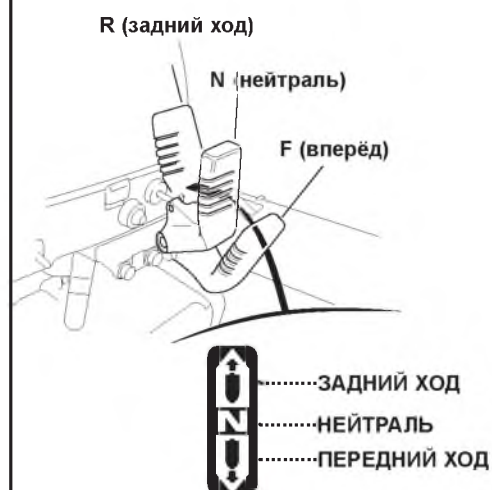 R (задний ход)
N (нейтраль)
F (вперёд)
ЗАДНИЙ ХОД
N
НЕЙТРАЛЬ
ПЕРЕДНИЙ ХОД